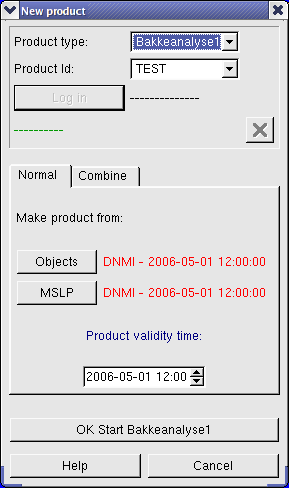 New product
Product type: Bakkeanalyse1
Product Id: TEST
Log in --------------
----------
Normal Combine
Make product from:
Objects DNMI - 2006-05-01 12:00:00
MSLP DNMI - 2006-05-01 12:00:00
Product validity time:
2006-05-01 12:00
OK Start Bakkeanalyse1
Help Cancel